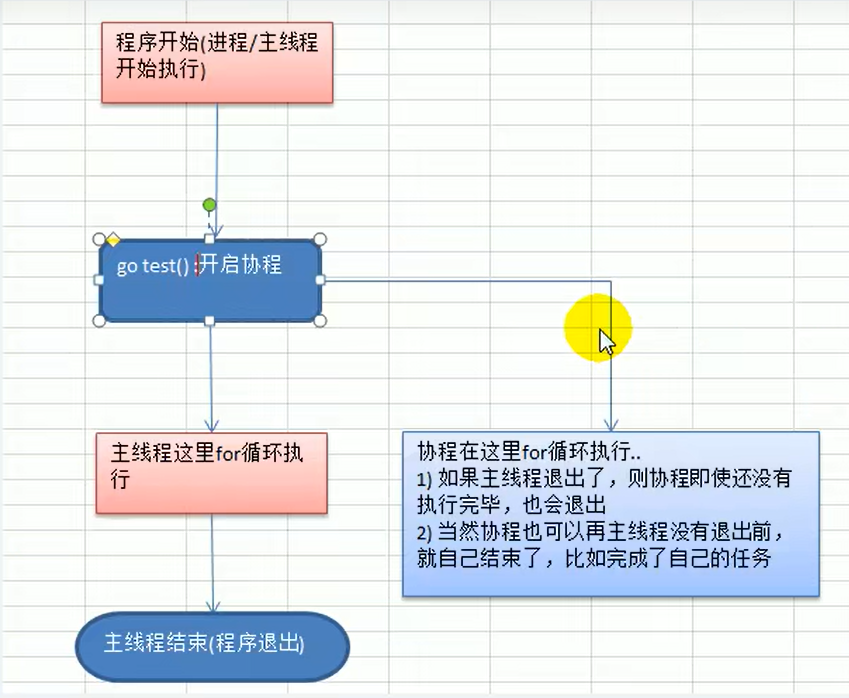 程序开始(进程/主线程
开始执行)
go test() :开启协程
主线程这里for循环执
行
协程在这里for循环执行..
1) 如果主线程退出了，则协程即使还没有
执行完毕，也会退出
2) 当然协程也可以再主线程没有退出前，
就自己结束了，比如完成了自己的任务
主线程结束(程序退出)